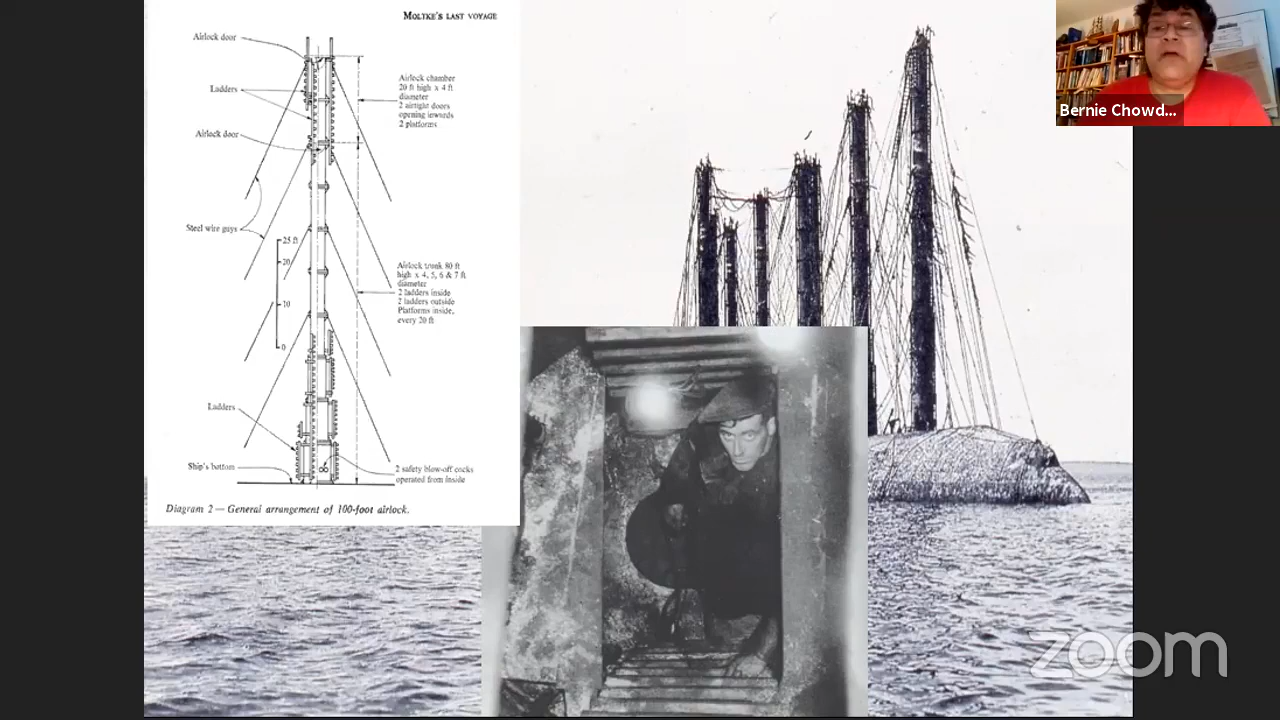 MOLTKE'S LAST VOYAGE
Airlock door
Ladders
Airlock door
Steel wire guys
25 ft
20
10
0
Ladders
Ship's bottom
Airlock chamber
20 ft high x 4 ft
diameter
2 airtight doors
opening inwards
2 platforms
Airlock trunk 80 ft
high x 4, 5, 6 & 7 ft
diameter
2 ladders inside
2 ladders outside
Platforms inside,
every 20 ft
2 safety blow-off cocks
operated from inside
Diagram 2 — General arrangement of 100-foot airlock.
Bernie Chowd...
zoom